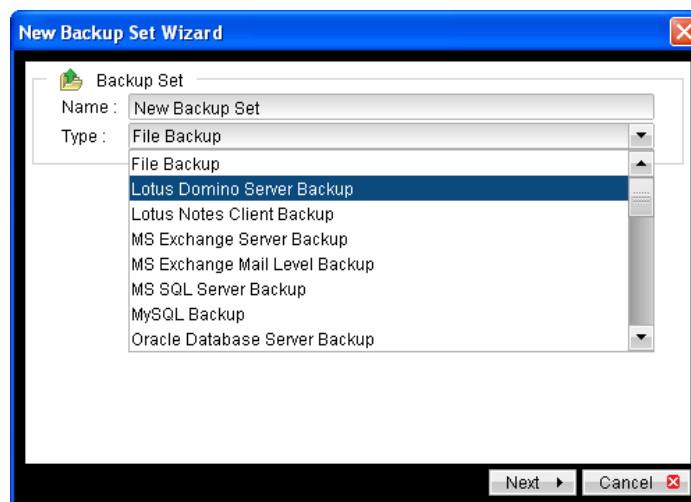 New Backup Set Wizard
Backup Set
Name : New Backup Set
Type : File Backup
File Backup
Lotus Domino Server Backup
Lotus Notes Client Backup
MS Exchange Server Backup
MS Exchange Mail Level Backup
MS SQL Server Backup
MySQL Backup
Oracle Database Server Backup
Next Cancel